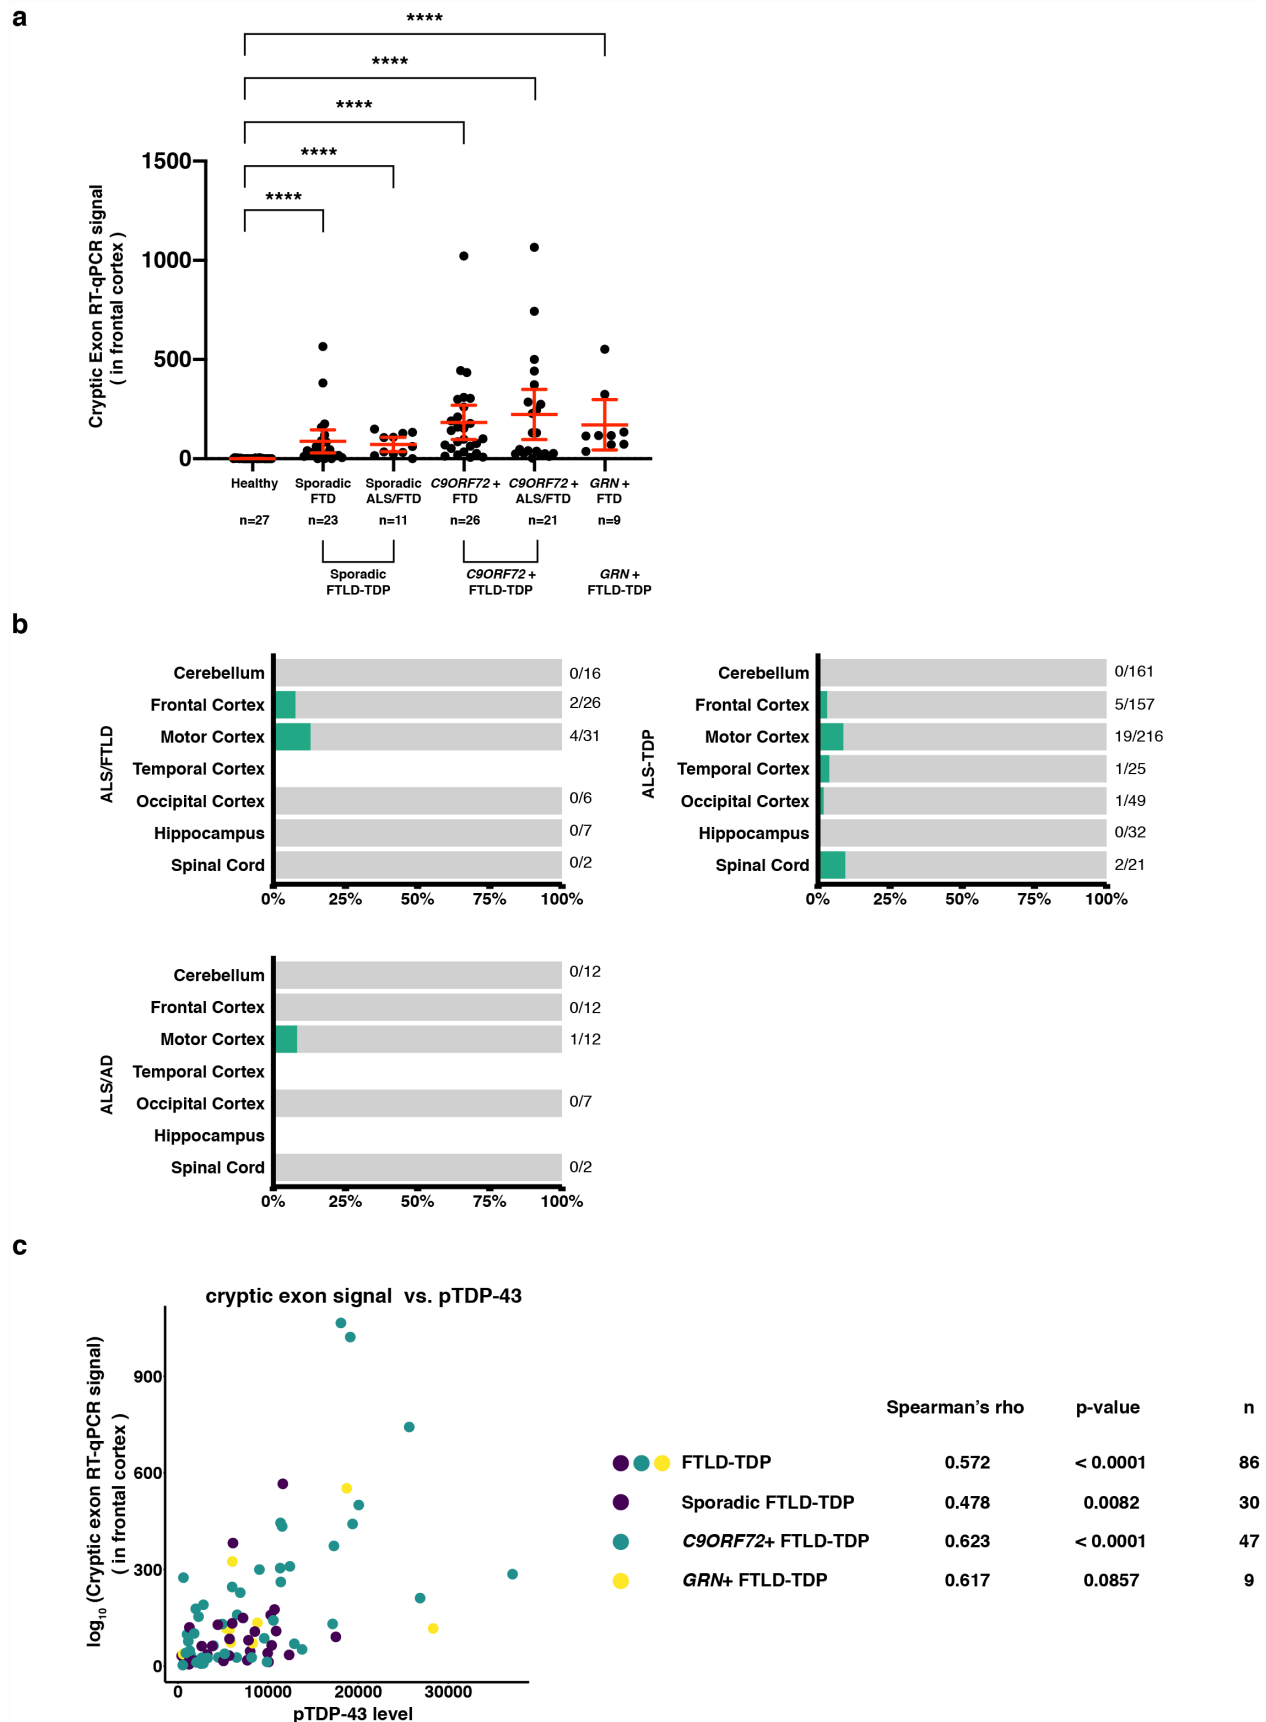 a
****
****
****
****
****
Cryptic Exon RT-qPCR signal
( in frontal cortex )
1500
1000
500
0
Healthy
n=27
Sporadic
FTD
n=23
Sporadic
ALS/FTD
n=11
C9ORF72 +
FTD
n=26
C9ORF72 +
ALS/FTD
n=21
GRN +
FTD
n=9
Sporadic
FTLD-TDP
C9ORF72 +
FTLD-TDP
GRN +
FTLD-TDP
b
ALS/FTLD
Cerebellum 0/16
Frontal Cortex 2/26
Motor Cortex 4/31
Temporal Cortex
Occipital Cortex 0/6
Hippocampus 0/7
Spinal Cord 0/2
0% 25% 50% 75% 100%
ALS-TDP
Cerebellum 0/161
Frontal Cortex 5/157
Motor Cortex 19/216
Temporal Cortex 1/25
Occipital Cortex 1/49
Hippocampus 0/32
Spinal Cord 2/21
0% 25% 50% 75% 100%
ALS/AD
Cerebellum 0/12
Frontal Cortex 0/12
Motor Cortex 1/12
Temporal Cortex
Occipital Cortex 0/7
Hippocampus
Spinal Cord 0/2
0% 25% 50% 75% 100%
c
cryptic exon signal vs. pTDP-43
log10 (Cryptic exon RT-qPCR signal)
( in frontal cortex )
900
600
300
0
0 10000 20000 30000
pTDP-43 level
Spearman's rho p-value n
FTLD-TDP 0.572 < 0.0001 86
Sporadic FTLD-TDP 0.478 0.0082 30
C9ORF72+ FTLD-TDP 0.623 < 0.0001 47
GRN+ FTLD-TDP 0.617 0.0857 9